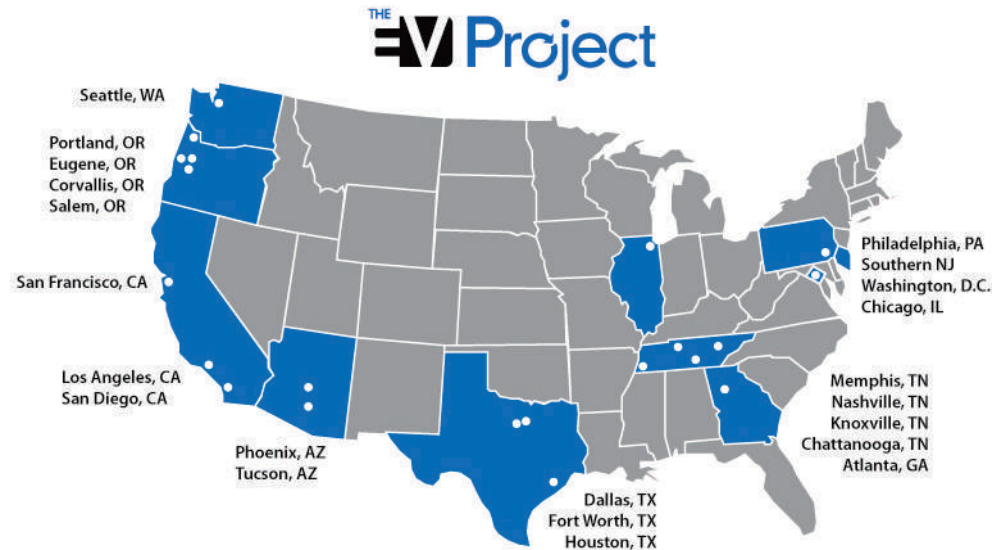 THE
EV Project
Seattle, WA
Portland, OR
Eugene, OR
Corvallis, OR
Salem, OR
San Francisco, CA
Los Angeles, CA
San Diego, CA
Phoenix, AZ
Tucson, AZ
Dallas, TX
Fort Worth, TX
Houston, TX
Philadelphia, PA
Southern NJ
Washington, D.C.
Chicago, IL
Memphis, TN
Nashville, TN
Knoxville, TN
Chattanooga, TN
Atlanta, GA